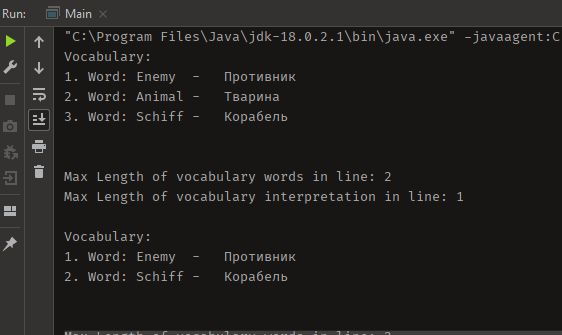 Run: Main
"C:\Program Files\Java\jdk-18.0.2.1\bin\java.exe" -javaagent:C
Vocabulary:
1. Word: Enemy - Противник
2. Word: Animal - Тварина
3. Word: Schiff - Корабель
Max Length of vocabulary words in line: 2
Max Length of vocabulary interpretation in line: 1
Vocabulary:
1. Word: Enemy - Противник
2. Word: Schiff - Корабель